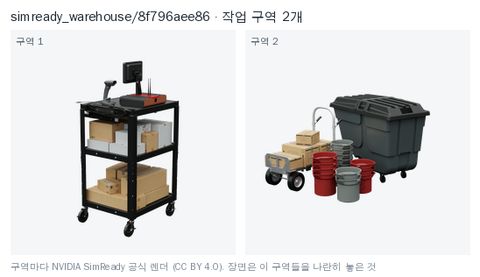 simready_warehouse/8f796aee86 · 작업 구역 2개
구역 1
구역 2
구역마다 NVIDIA SimReady 공식 렌더 (CC BY 4.0). 장면은 이 구역들을 나란히 놓은 것